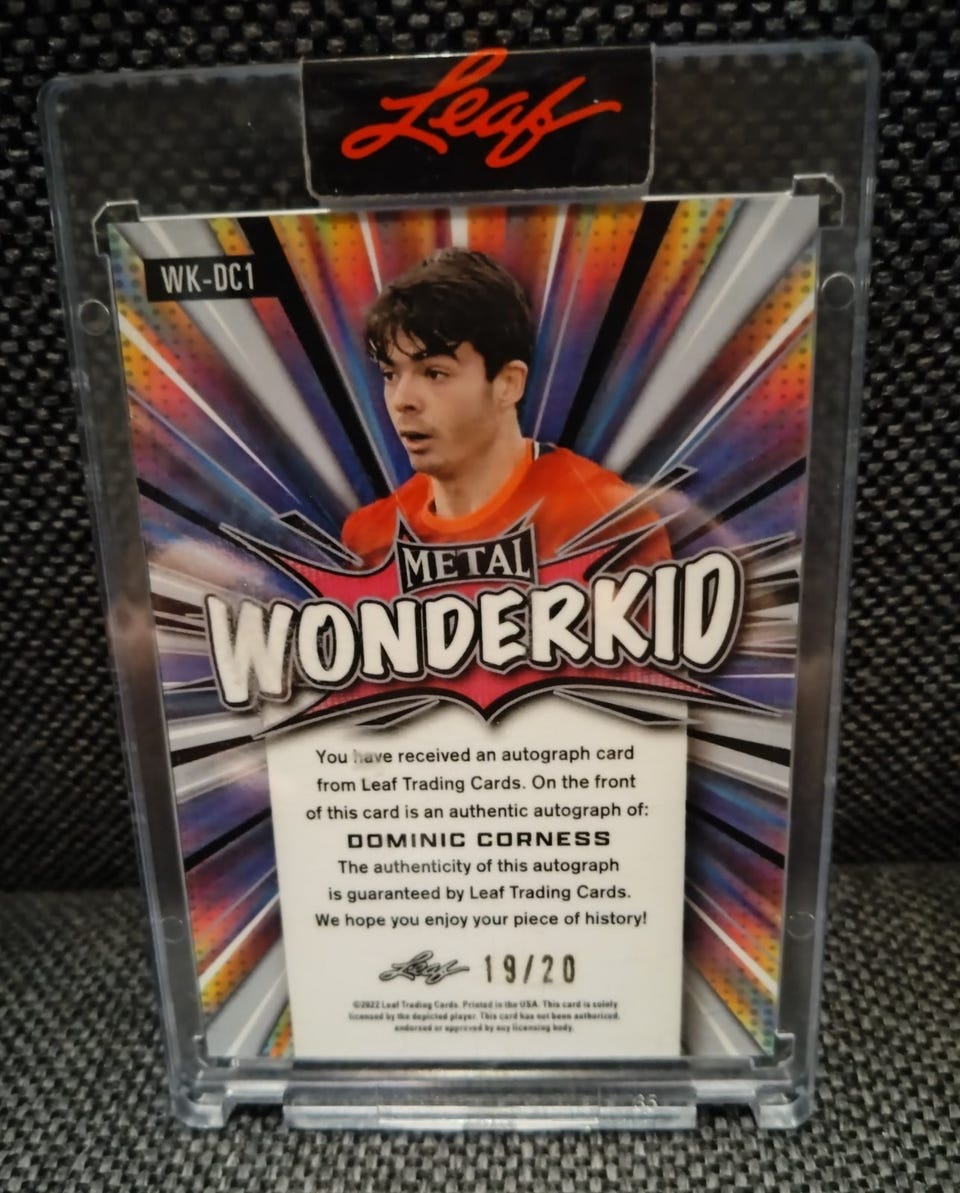 Leaf
WK-DC1
METAL
WONDERKID
You have received an autograph card
from Leaf Trading Cards. On the front
of this card is an authentic autograph of:
DOMINIC CORNESS
The authenticity of this autograph
is guaranteed by Leaf Trading Cards.
We hope you enjoy your piece of history!
Leaf 19/20
©2022 Leaf Trading Cards. Printed in the USA. This card is solely
licensed by the depicted player. This card has not been authorized,
endorsed or approved by any licensing body.
35